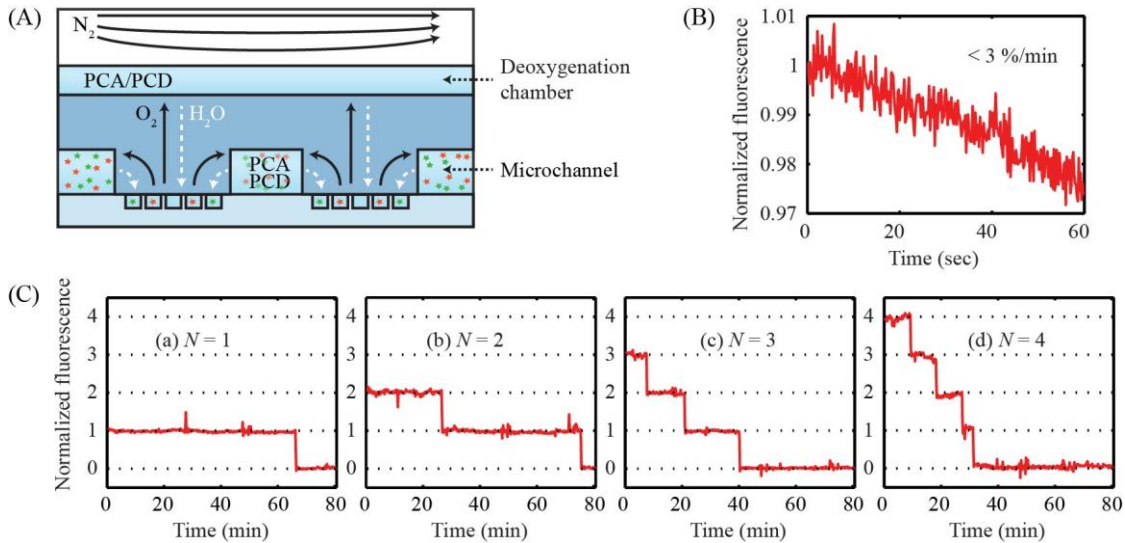 (A)
N2
PCA/PCD
Deoxygenation
chamber
O2
H2O
PCA
PCD
Microchannel
(B)
Normalized fluorescence
1.01
1
0.99
0.98
0.97
< 3 %/min
0 20 40 60
Time (sec)
(C)
Normalized fluorescence
4
3
2
1
0
(a) N = 1
0 20 40 60 80
Time (min)
4
3
2
1
0
(b) N = 2
0 20 40 60 80
Time (min)
4
3
2
1
0
(c) N = 3
0 20 40 60 80
Time (min)
4
3
2
1
0
(d) N = 4
0 20 40 60 80
Time (min)